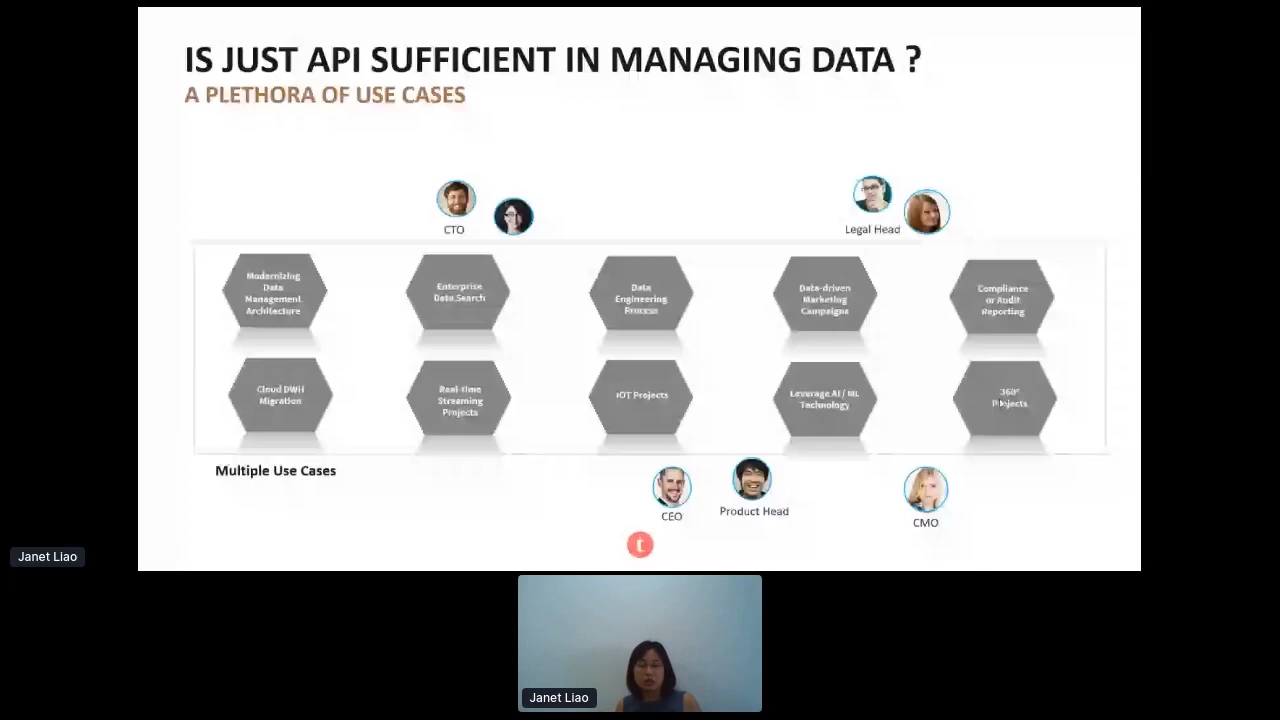 IS JUST API SUFFICIENT IN MANAGING DATA ?
A PLETHORA OF USE CASES
CTO
Legal Head
Modernizing
Data
Management
Architecture
Enterprise
Data Search
Data
Engineering
Process
Data-driven
Marketing
Campaigns
Compliance
or Audit
Reporting
Cloud DWH
Migration
Real-time
Streaming
Projects
IOT Projects
Leverage AI / ML
Technology
360°
Projects
Multiple Use Cases
CEO
Product Head
CMO
t
Janet Liao
Janet Liao